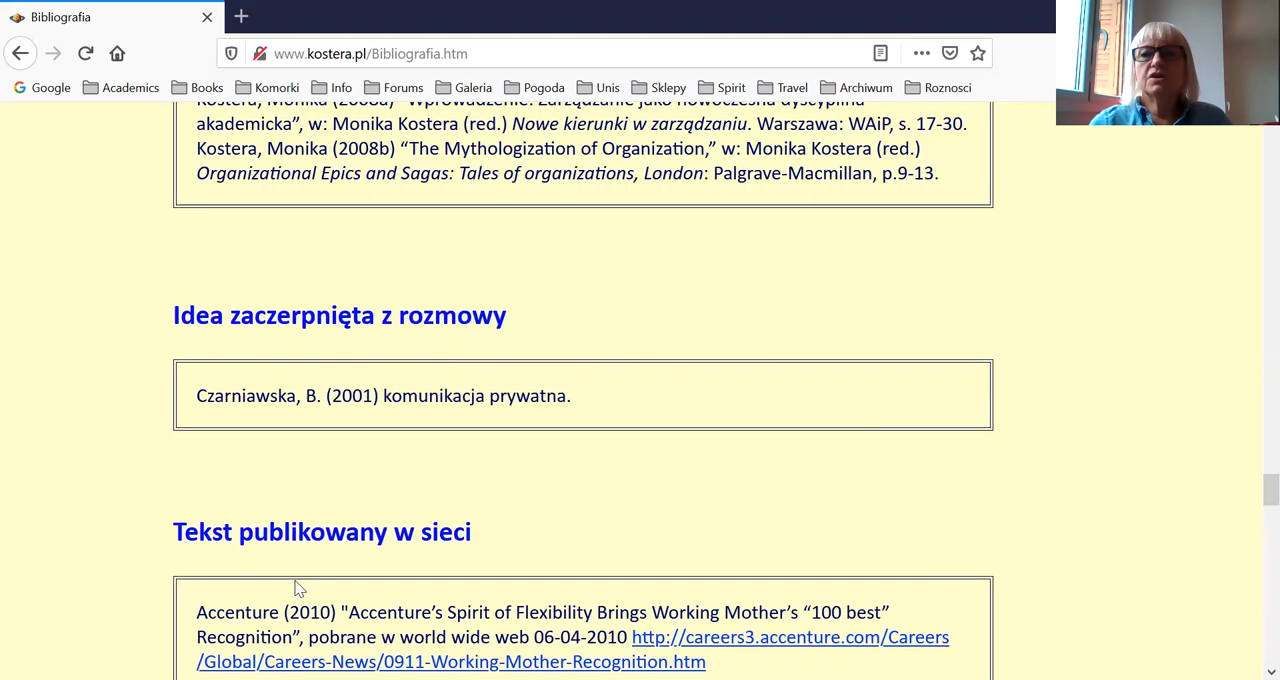 Bibliografia
www.kostera.pl/Bibliografia.htm
Google Academics Books Komorki Info Forums Galeria Pogoda Unis Sklepy Spirit Travel Archiwum Roznosci
Kostera, Monika (2008a) “Wprowadzenie: Zarządzanie jako nowoczesna dyscyplina
akademicka”, w: Monika Kostera (red.) Nowe kierunki w zarządzaniu. Warszawa: WAiP, s. 17-30.
Kostera, Monika (2008b) “The Mythologization of Organization,” w: Monika Kostera (red.)
Organizational Epics and Sagas: Tales of organizations, London: Palgrave-Macmillan, p.9-13.
Idea zaczerpnięta z rozmowy
Czarniawska, B. (2001) komunikacja prywatna.
Tekst publikowany w sieci
Accenture (2010) "Accenture’s Spirit of Flexibility Brings Working Mother’s “100 best”
Recognition”, pobrane w world wide web 06-04-2010 http://careers3.accenture.com/Careers
/Global/Careers-News/0911-Working-Mother-Recognition.htm